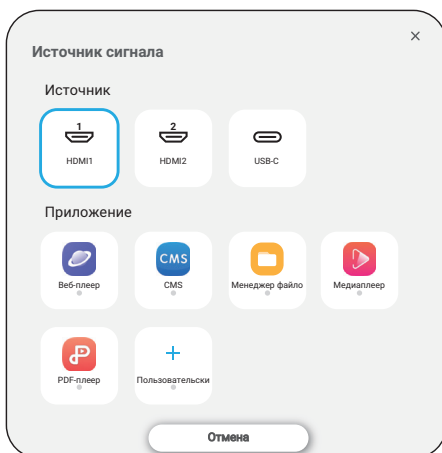 Источник сигнала
Источник
1
2
HDMI1
HDMI2
USB-C
Приложение
CMS
Веб-плеер
CMS
Менеджер файло
Медиаплеер
PDF-плеер
Пользовательски
Отмена